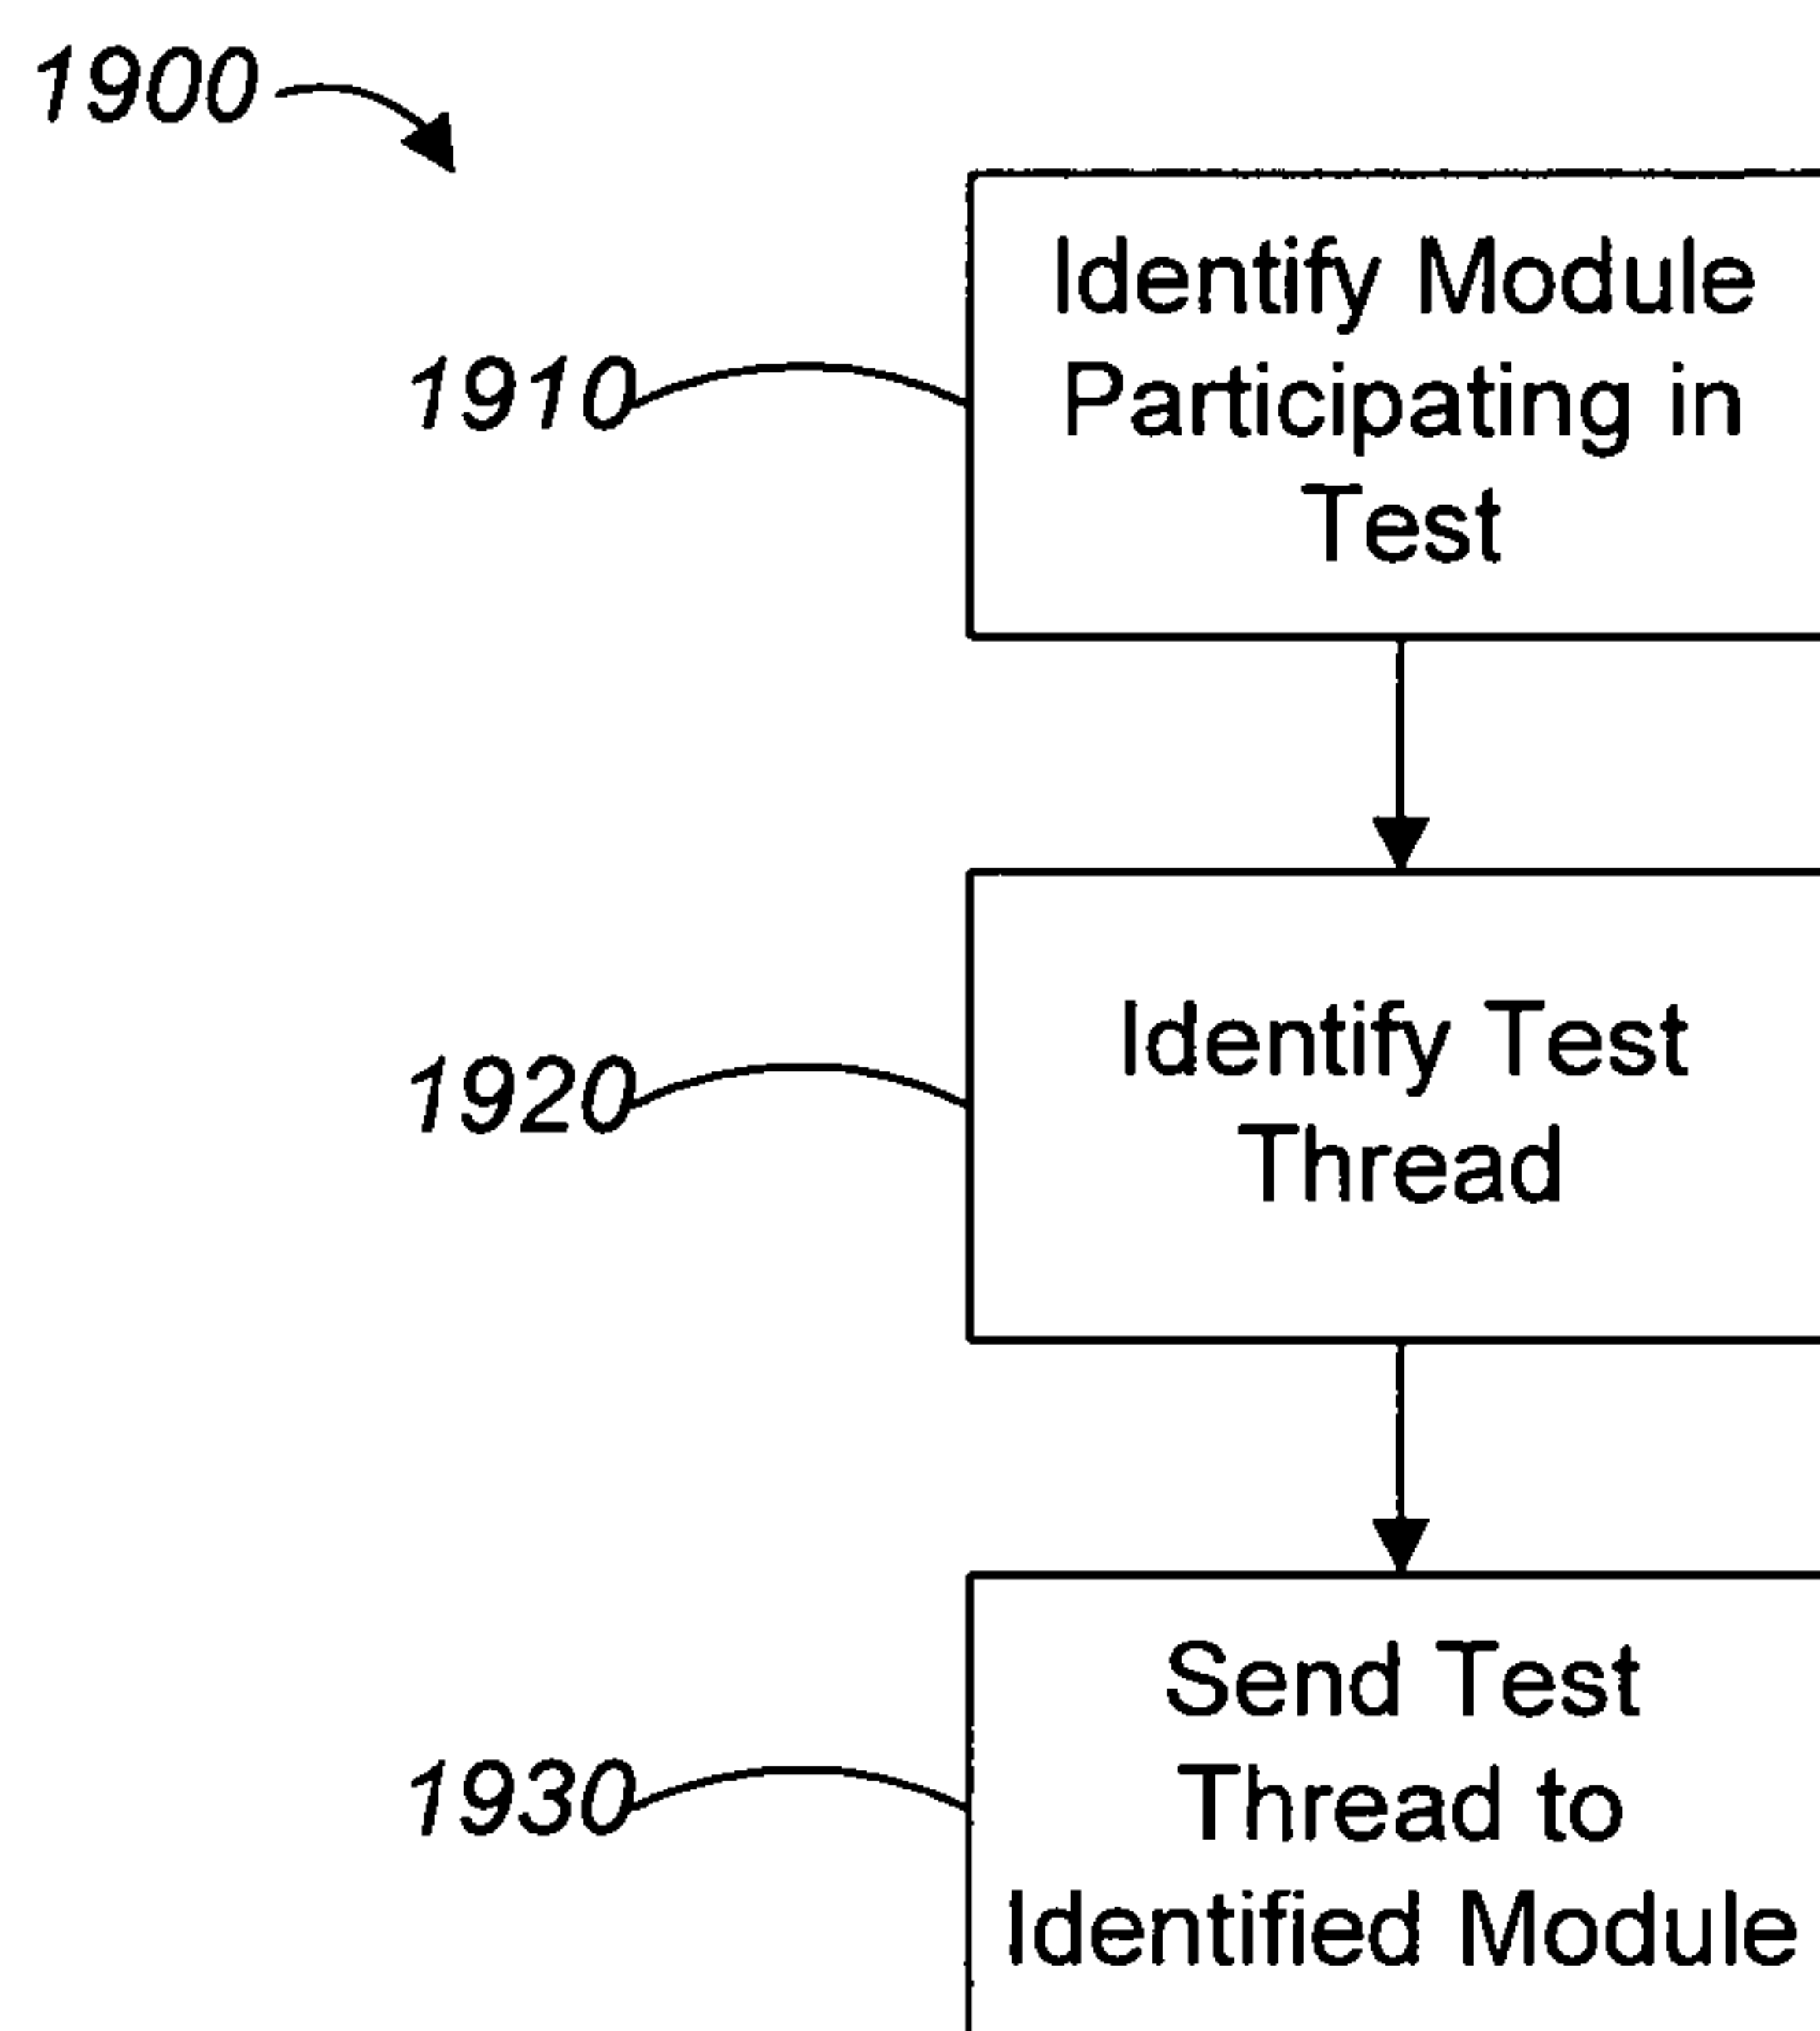 1900
Identify Module
1910
Participating in
Test
Identify Test
1920
Thread
Send Test
1930
Thread to
Identified Module